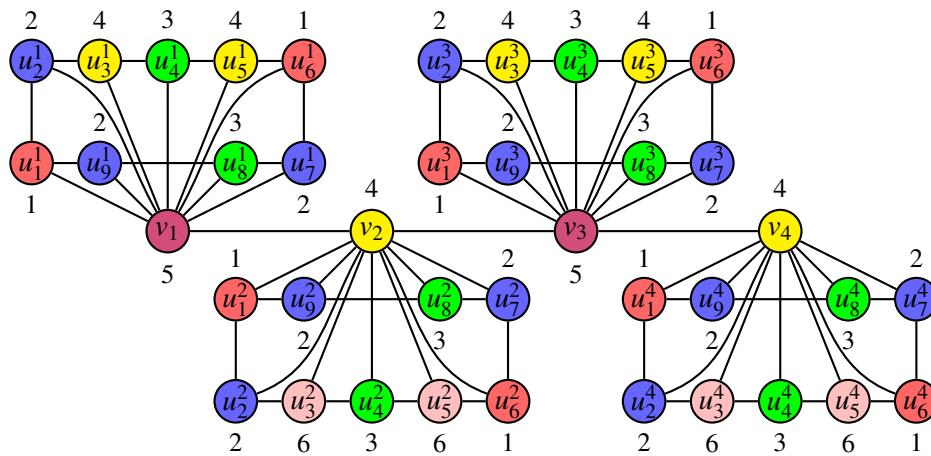 2 4 3 4 1 2 4 3 4 1
u_2^1 u_3^1 u_4^1 u_5^1 u_6^1 u_2^3 u_3^3 u_4^3 u_5^3 u_6^3
2 3 2 3
u_1^1 u_9^1 u_8^1 u_7^1 u_1^3 u_9^3 u_8^3 u_7^3
1 2 4 1 2 4
v_1 v_2 v_3 v_4
5 1 2 5 1 2
u_1^2 u_9^2 u_8^2 u_7^2 u_1^4 u_9^4 u_8^4 u_7^4
2 3 2 3
u_2^2 u_3^2 u_4^2 u_5^2 u_6^2 u_2^4 u_3^4 u_4^4 u_5^4 u_6^4
2 6 3 6 1 2 6 3 6 1